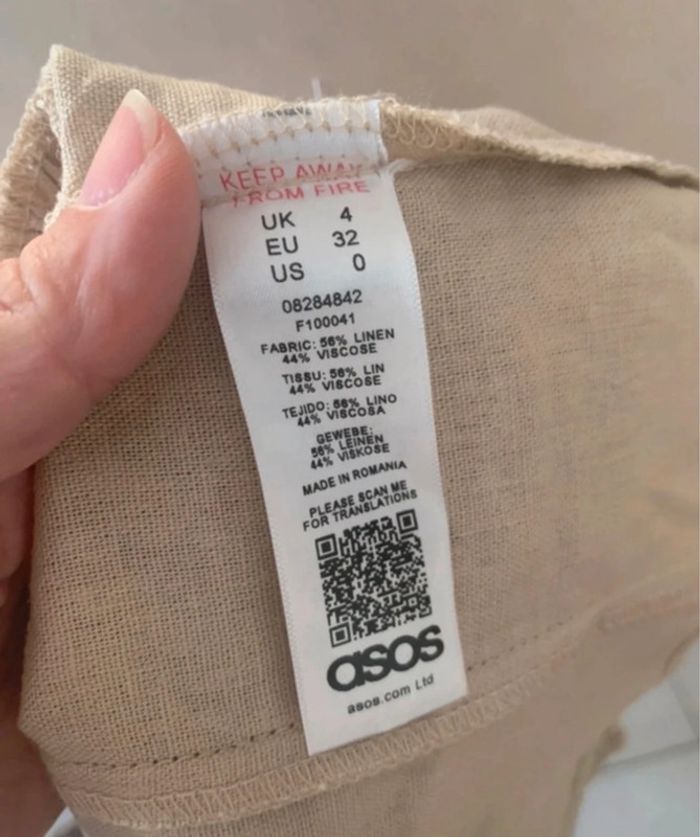 KEEP AWAY
FROM FIRE
UK 4
EU 32
US 0
08284842
F100041
FABRIC: 56% LINEN
44% VISCOSE
TISSU: 56% LIN
44% VISCOSE
TEJIDO: 56% LINO
44% VISCOSA
GEWEBE:
56% LEINEN
44% VISKOSE
MADE IN ROMANIA
PLEASE SCAN ME
FOR TRANSLATIONS
asos
asos.com Ltd